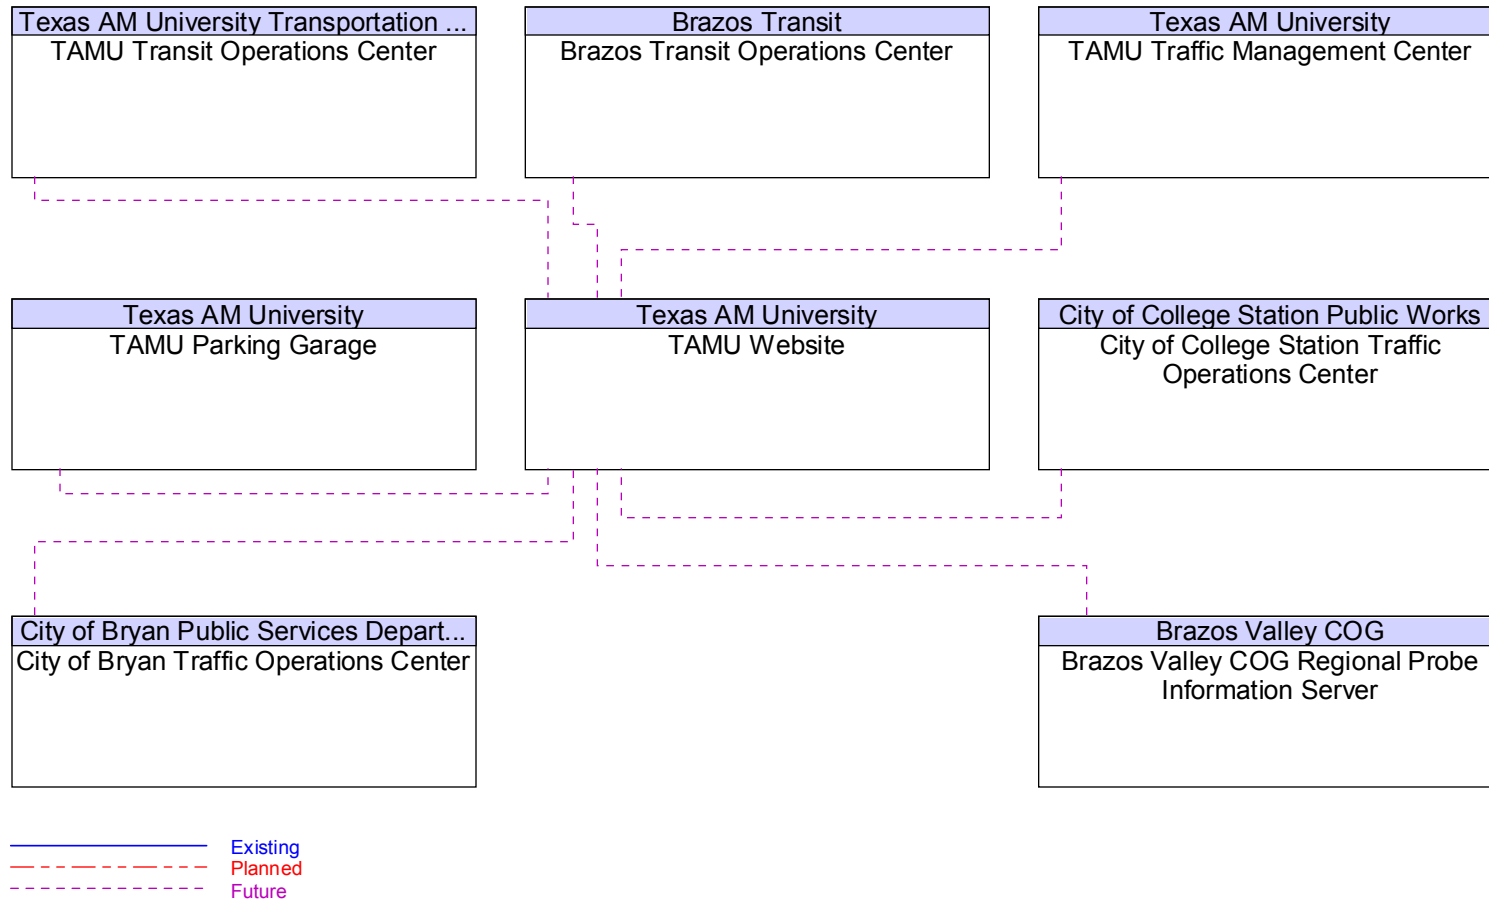 Texas AM University Transportation ...
TAMU Transit Operations Center
Brazos Transit
Brazos Transit Operations Center
Texas AM University
TAMU Traffic Management Center
Texas AM University
TAMU Parking Garage
Texas AM University
TAMU Website
City of College Station Public Works
City of College Station Traffic
Operations Center
City of Bryan Public Services Depart...
City of Bryan Traffic Operations Center
Brazos Valley COG
Brazos Valley COG Regional Probe
Information Server
Existing
Planned
Future